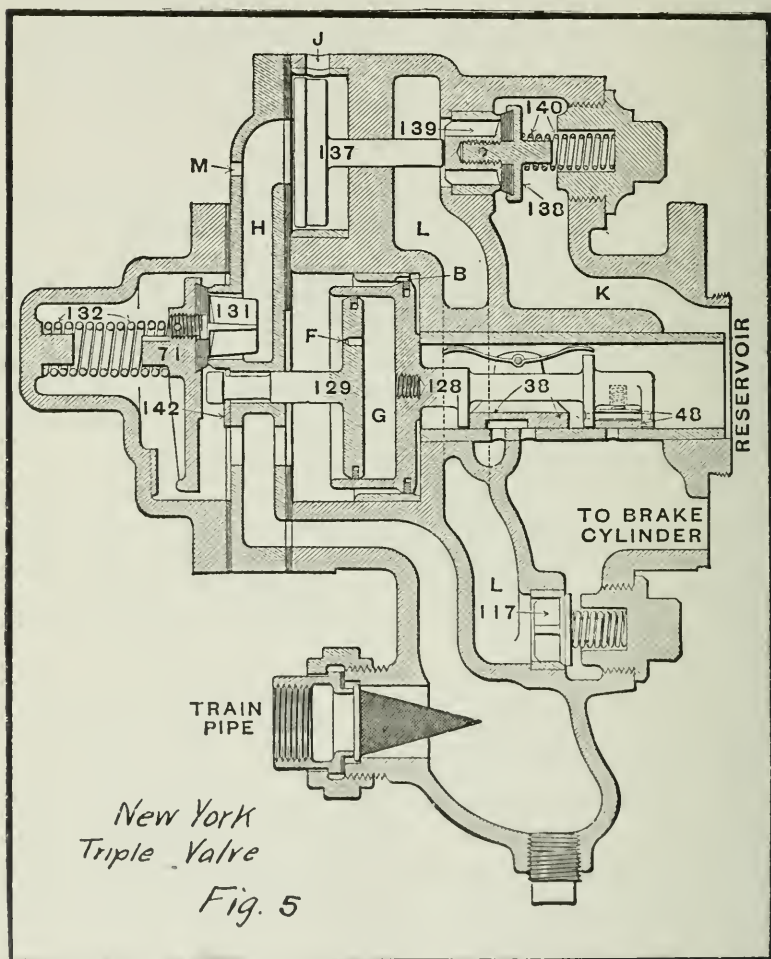 J
139
140
137
M
138
H
L
B
K
132
131
F
71
129
G
128
38
48
142
RESERVOIR
TO BRAKE
CYLINDER
L
117
TRAIN
PIPE
New York
Triple Valve
Fig. 5